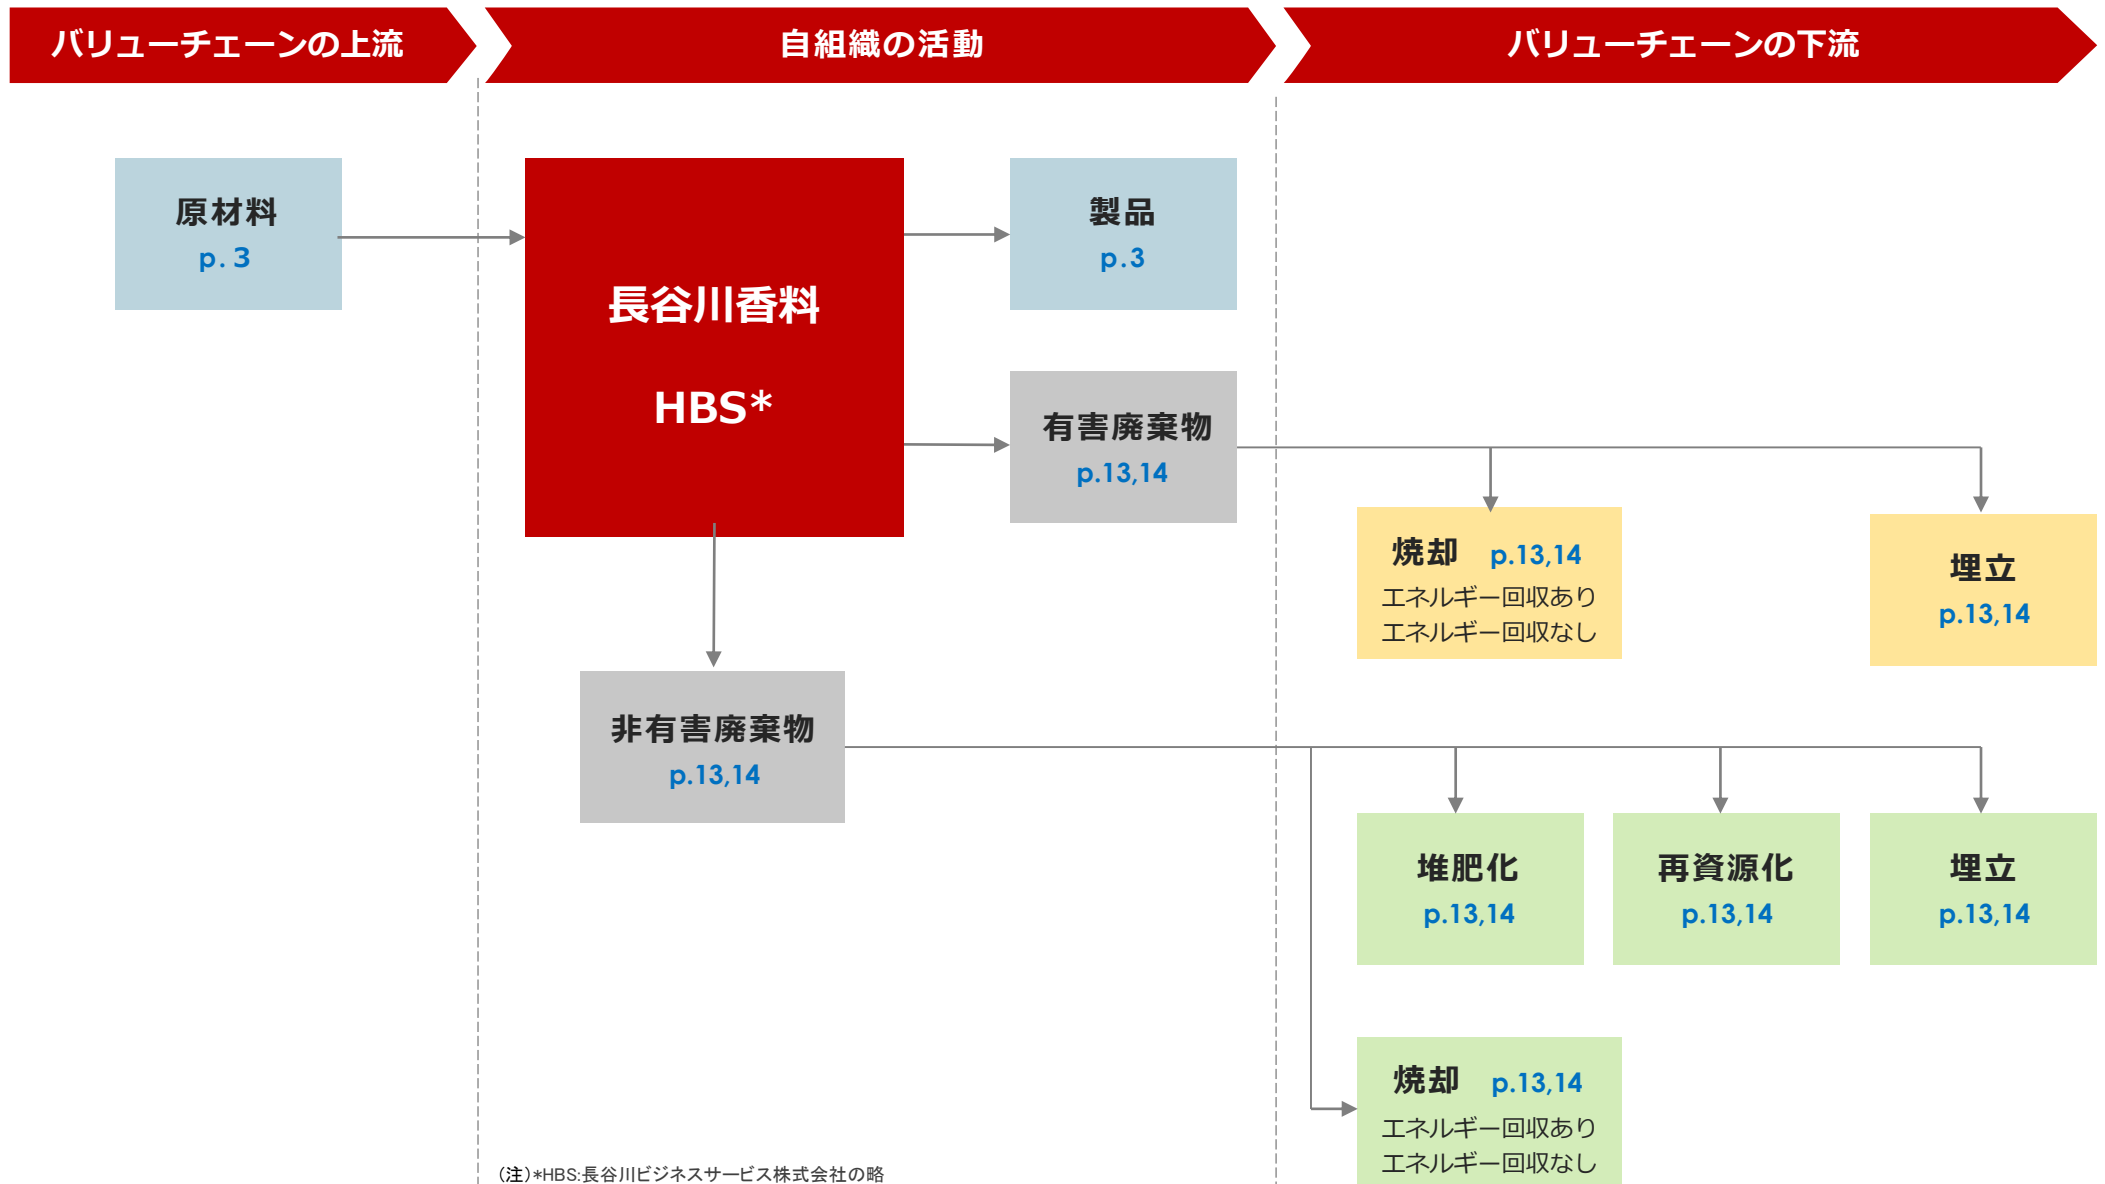 バリューチェーンの上流
自組織の活動
バリューチェーンの下流
原材料
p.３
長谷川香料
HBS*
製品
p.3
有害廃棄物
p.13,14
焼却 p.13,14
エネルギー回収あり
エネルギー回収なし
埋立
p.13,14
非有害廃棄物
p.13,14
堆肥化
p.13,14
再資源化
p.13,14
埋立
p.13,14
焼却 p.13,14
エネルギー回収あり
エネルギー回収なし
（注）*HBS:長谷川ビジネスサービス株式会社の略